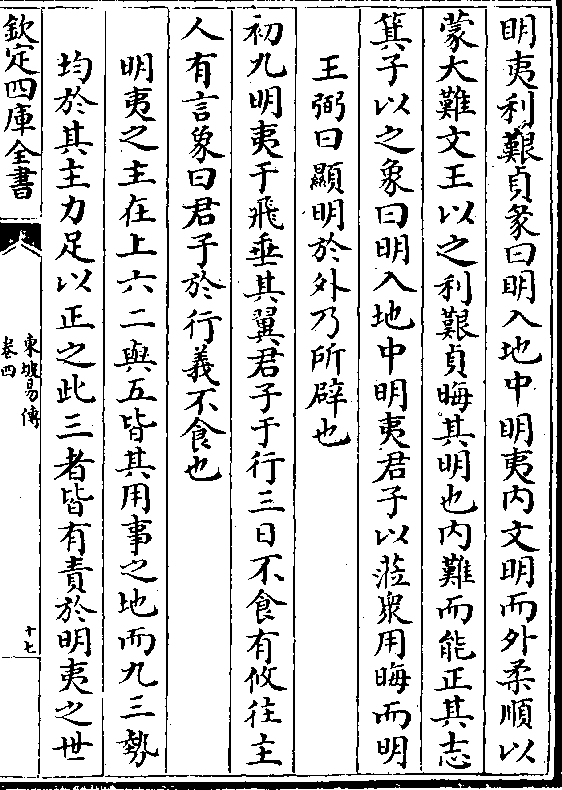 明夷利艱貞彖曰明入地中明夷内文明而外柔順以
蒙大難文王以之利艱貞晦其明也内難而能正其志
箕子以之象曰明入地中明夷君子以蒞衆用晦而明
王弼曰顯明於外乃所辟也
初九明夷于飛垂其翼君子于行三日不食有攸往主
人有言象曰君子於行義不食也
明夷之主在上六二與五皆其用事之地而九三勢
均於其主力足以正之此三者皆有責於明夷之世
欽定四庫全書
東坡易傳
卷四
十七